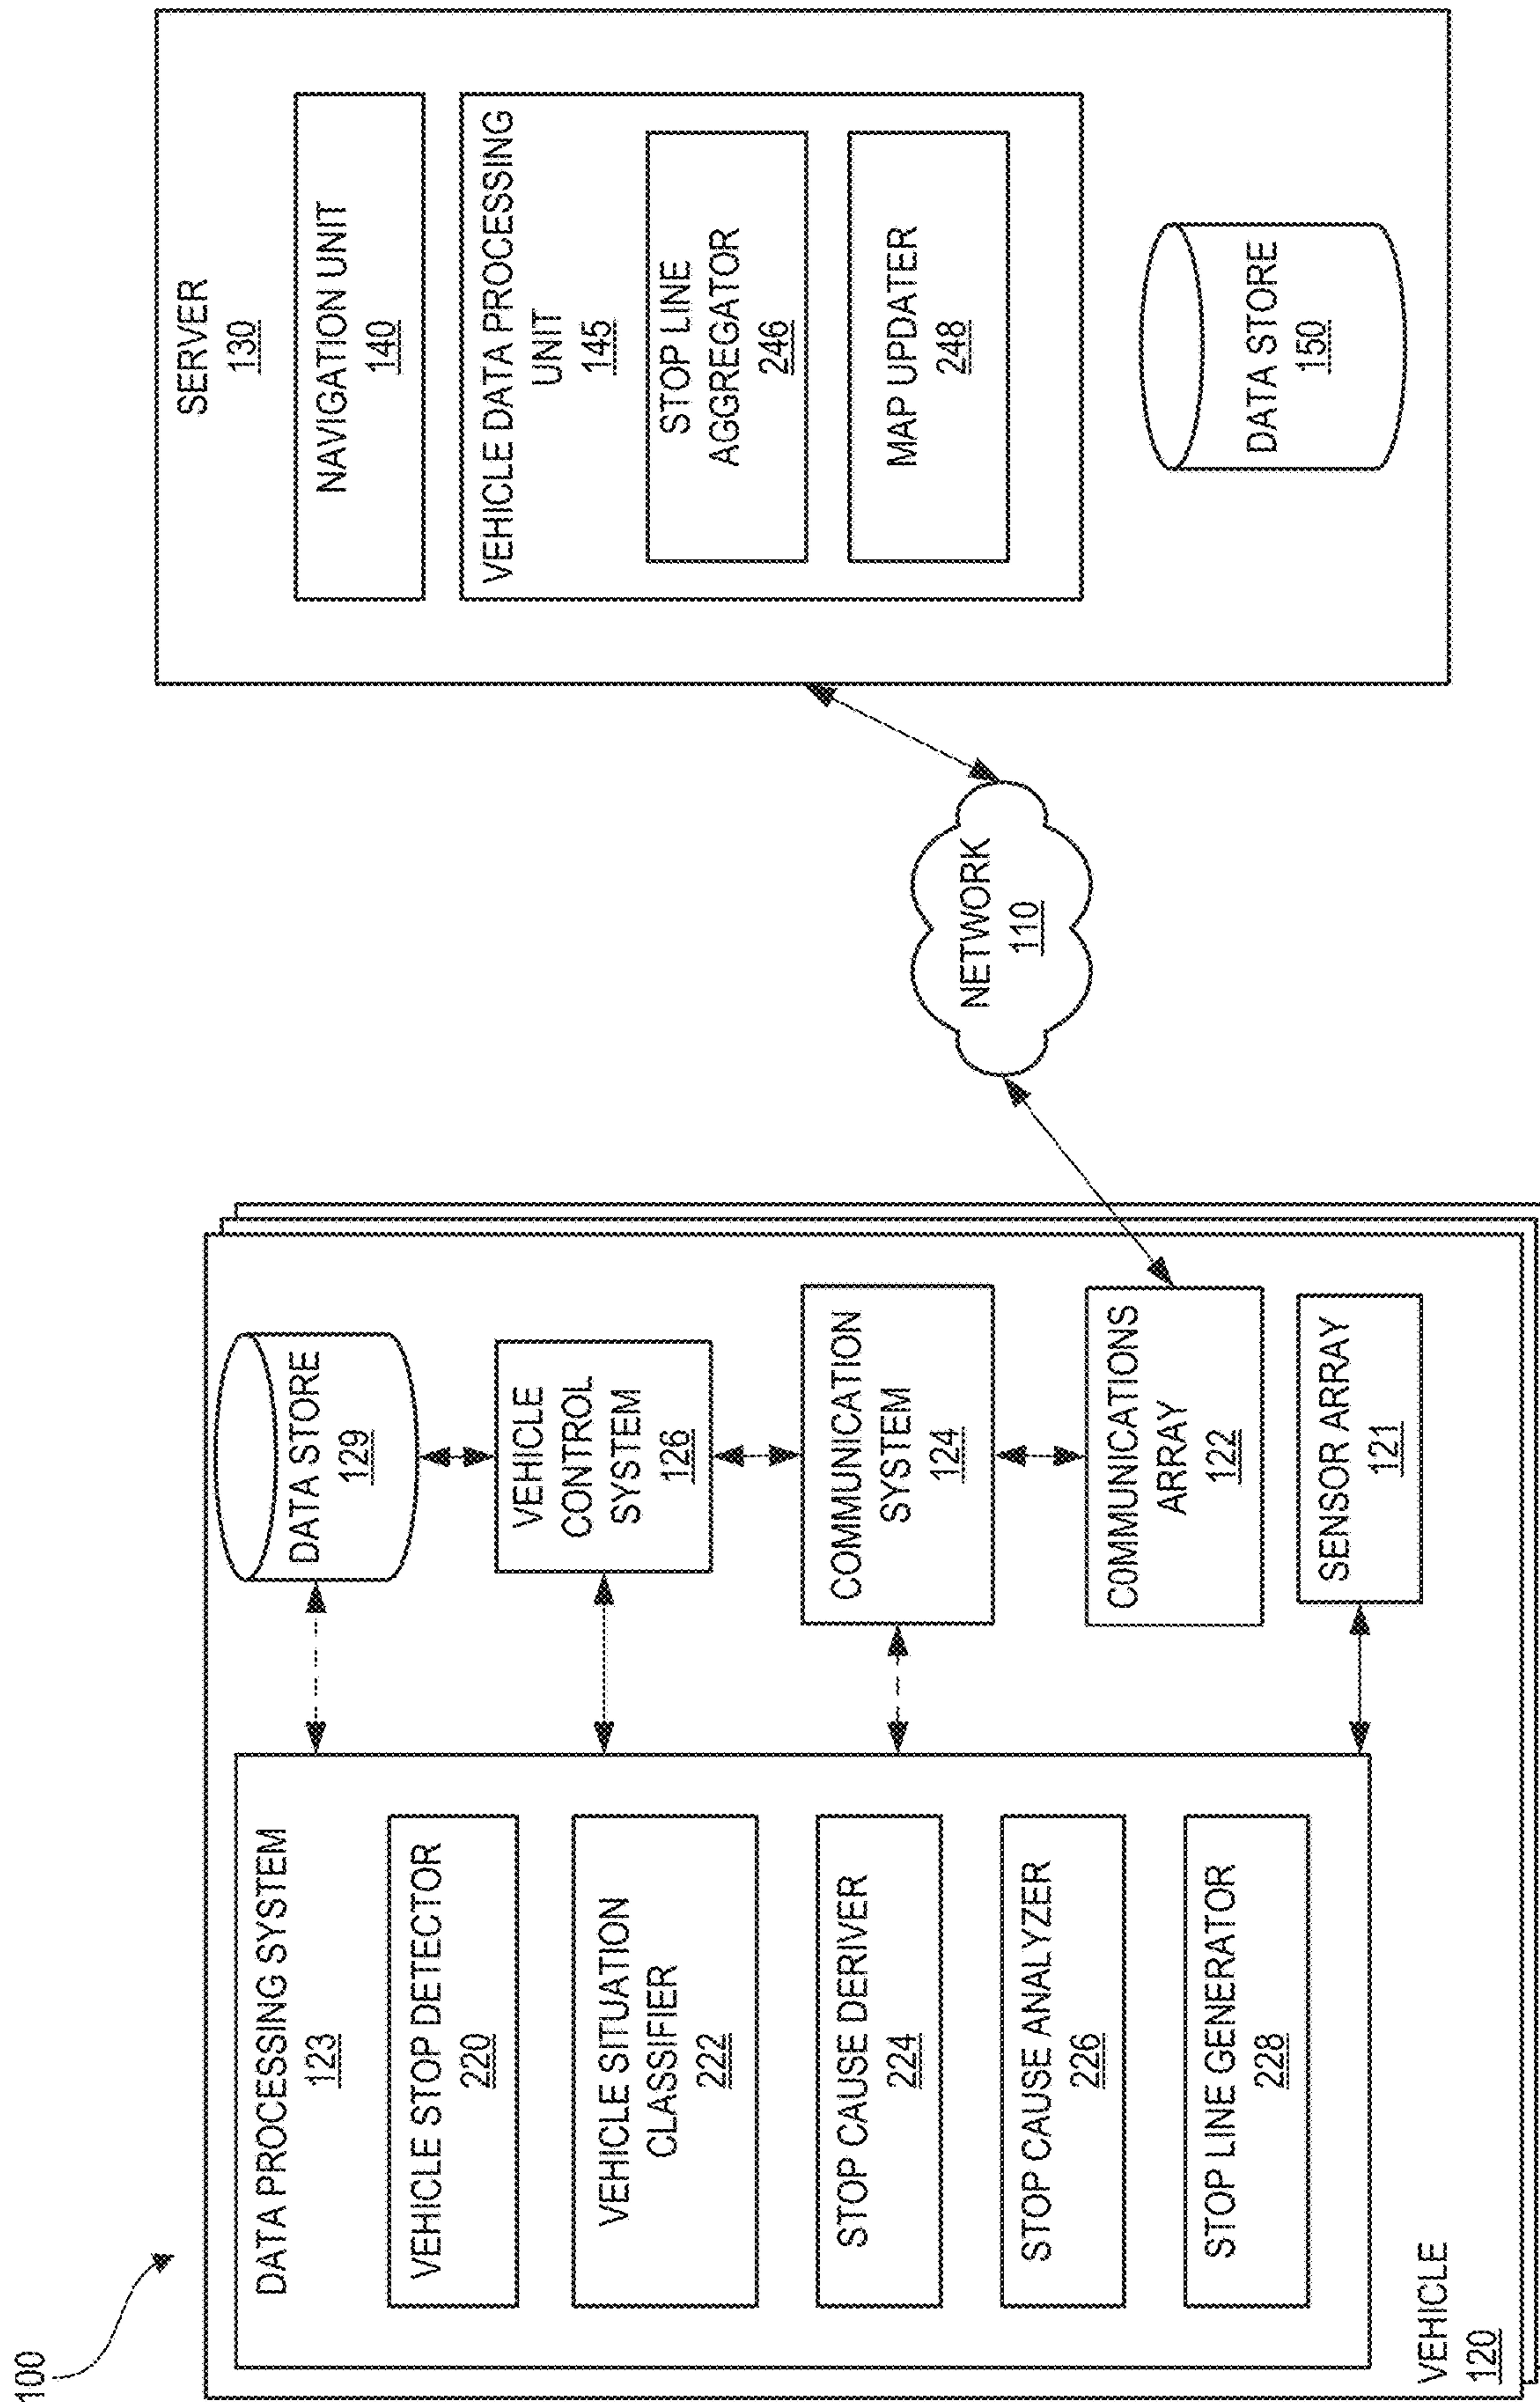 100
DATA PROCESSING SYSTEM
123
VEHICLE STOP DETECTOR
220
VEHICLE SITUATION
CLASSIFIER
222
STOP CAUSE DERIVER
224
STOP CAUSE ANALYZER
226
STOP LINE GENERATOR
228
VEHICLE
120
DATA STORE
129
VEHICLE
CONTROL
SYSTEM
126
COMMUNICATION
SYSTEM
124
COMMUNICATIONS
ARRAY
122
SENSOR ARRAY
121
NETWORK
110
SERVER
130
NAVIGATION UNIT
140
VEHICLE DATA PROCESSING
UNIT
145
STOP LINE
AGGREGATOR
246
MAP UPDATER
248
DATA STORE
150